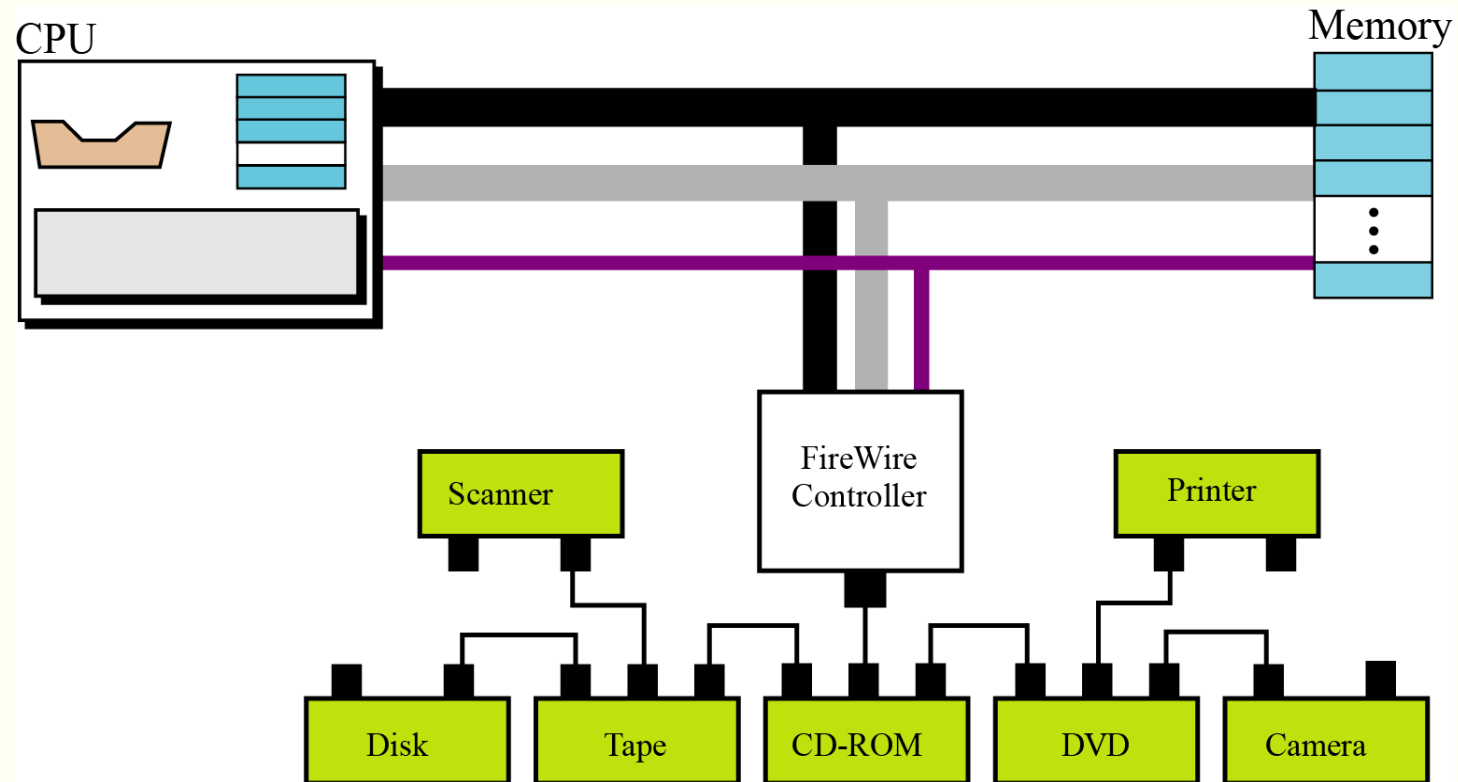 CPU
Memory
FireWire
Controller
Scanner
Printer
Disk
Tape
CD-ROM
DVD
Camera